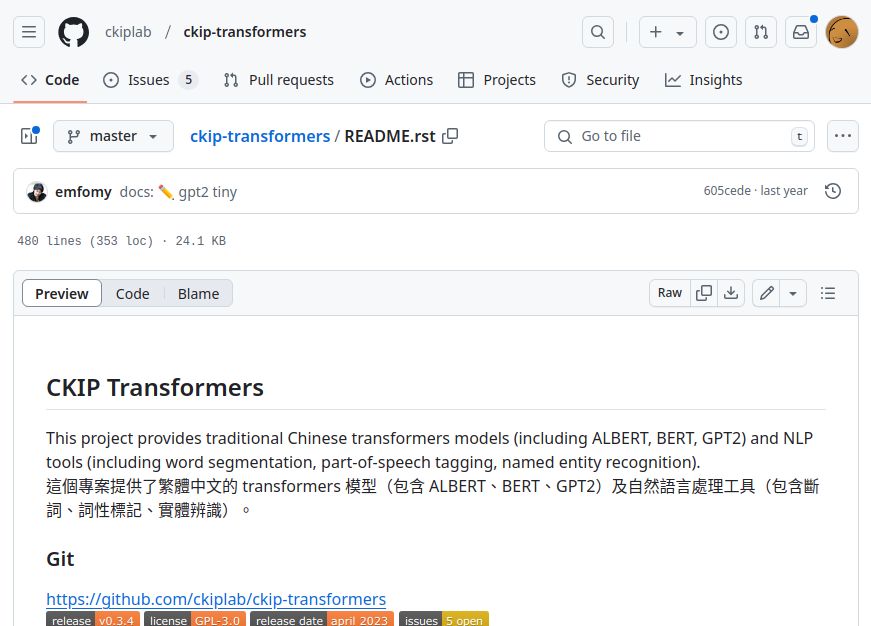 ckiplab / ckip-transformers
Code Issues 5 Pull requests Actions Projects Security Insights
master ckip-transformers / README.rst Go to file t
emfomy docs: ✏️ gpt2 tiny 605cede · last year
480 lines (353 loc) · 24.1 KB
Preview Code Blame Raw
CKIP Transformers
This project provides traditional Chinese transformers models (including ALBERT, BERT, GPT2) and NLP
tools (including word segmentation, part-of-speech tagging, named entity recognition).
這個專案提供了繁體中文的 transformers 模型（包含 ALBERT、BERT、GPT2）及自然語言處理工具（包含斷
詞、詞性標記、實體辨識）。
Git
https://github.com/ckiplab/ckip-transformers
release v0.3.4 license GPL-3.0 release date april 2023 issues 5 open